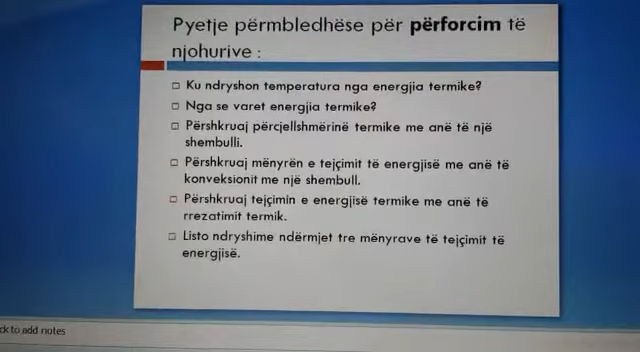 Pyetje përmbledhëse për përforcim të
njohurive :
Ku ndryshon temperatura nga energjia termike?
Nga se varet energjia termike?
Përshkruaj përcjellshmërinë termike me anë të një
shembulli.
Përshkruaj mënyrën e tejçimit të energjisë me anë të
konveksionit me një shembull.
Përshkruaj tejçimin e energjisë termike me anë të
rrezatimit termik.
Listo ndryshime ndërmjet tre mënyrave të tejçimit të
energjisë.
ck to add notes